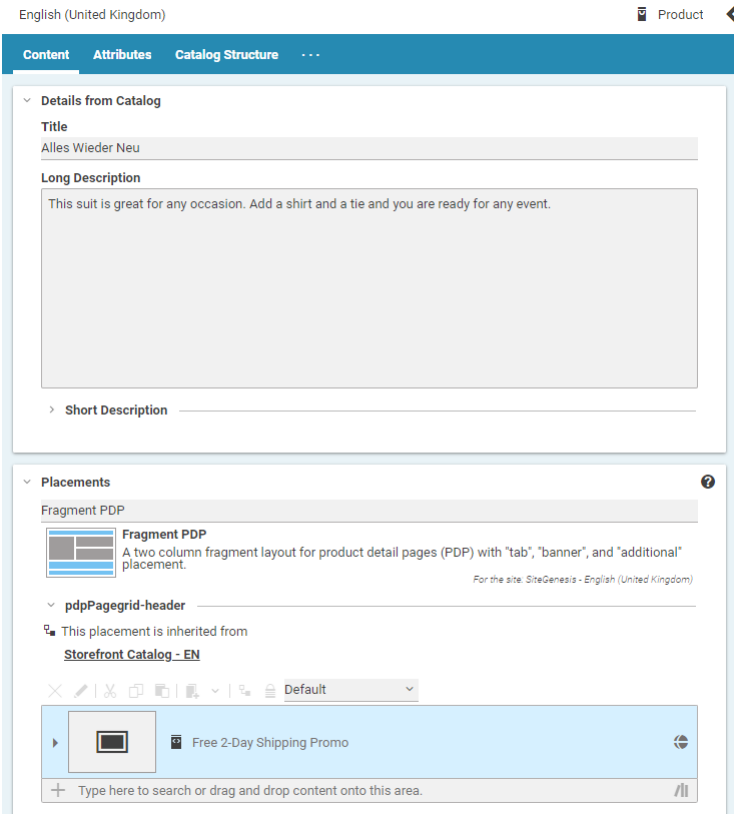 English (United Kingdom)
Product
Content
Attributes
Catalog Structure
...
Details from Catalog
Title
Alles Wieder Neu
Long Description
This suit is great for any occasion. Add a shirt and a tie and you are ready for any event.
Short Description
Placements
Fragment PDP
Fragment PDP
A two column fragment layout for product detail pages (PDP) with "tab", "banner", and "additional"
placement.
For the site: SiteGenesis - English (United Kingdom)
pdpPagegrid-header
This placement is inherited from
Storefront Catalog - EN
Default
Free 2-Day Shipping Promo
Type here to search or drag and drop content onto this area.